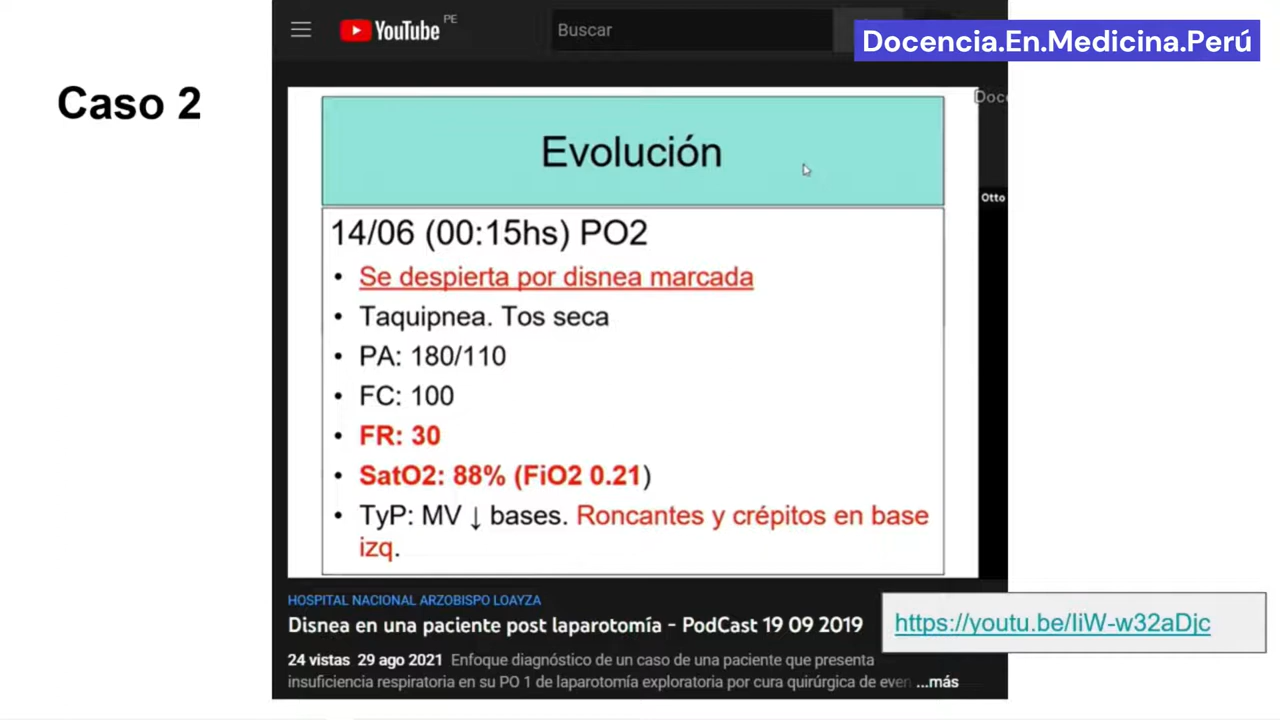 YouTube PE
Buscar
Docencia.En.Medicina.Perú
Caso 2
Evolución
Otto
14/06 (00:15hs) PO2
• Se despierta por disnea marcada
• Taquipnea. Tos seca
• PA: 180/110
• FC: 100
• FR: 30
• SatO2: 88% (FiO2 0.21)
• TyP: MV ↓ bases. Roncantes y crépitos en base
izq.
HOSPITAL NACIONAL ARZOBISPO LOAYZA
Disnea en una paciente post laparotomía - PodCast 19 09 2019
https://youtu.be/IiW-w32aDjc
24 vistas 29 ago 2021 Enfoque diagnóstico de un caso de una paciente que presenta
insuficiencia respiratoria en su PO 1 de laparotomía exploratoria por cura quirúrgica de even ...más